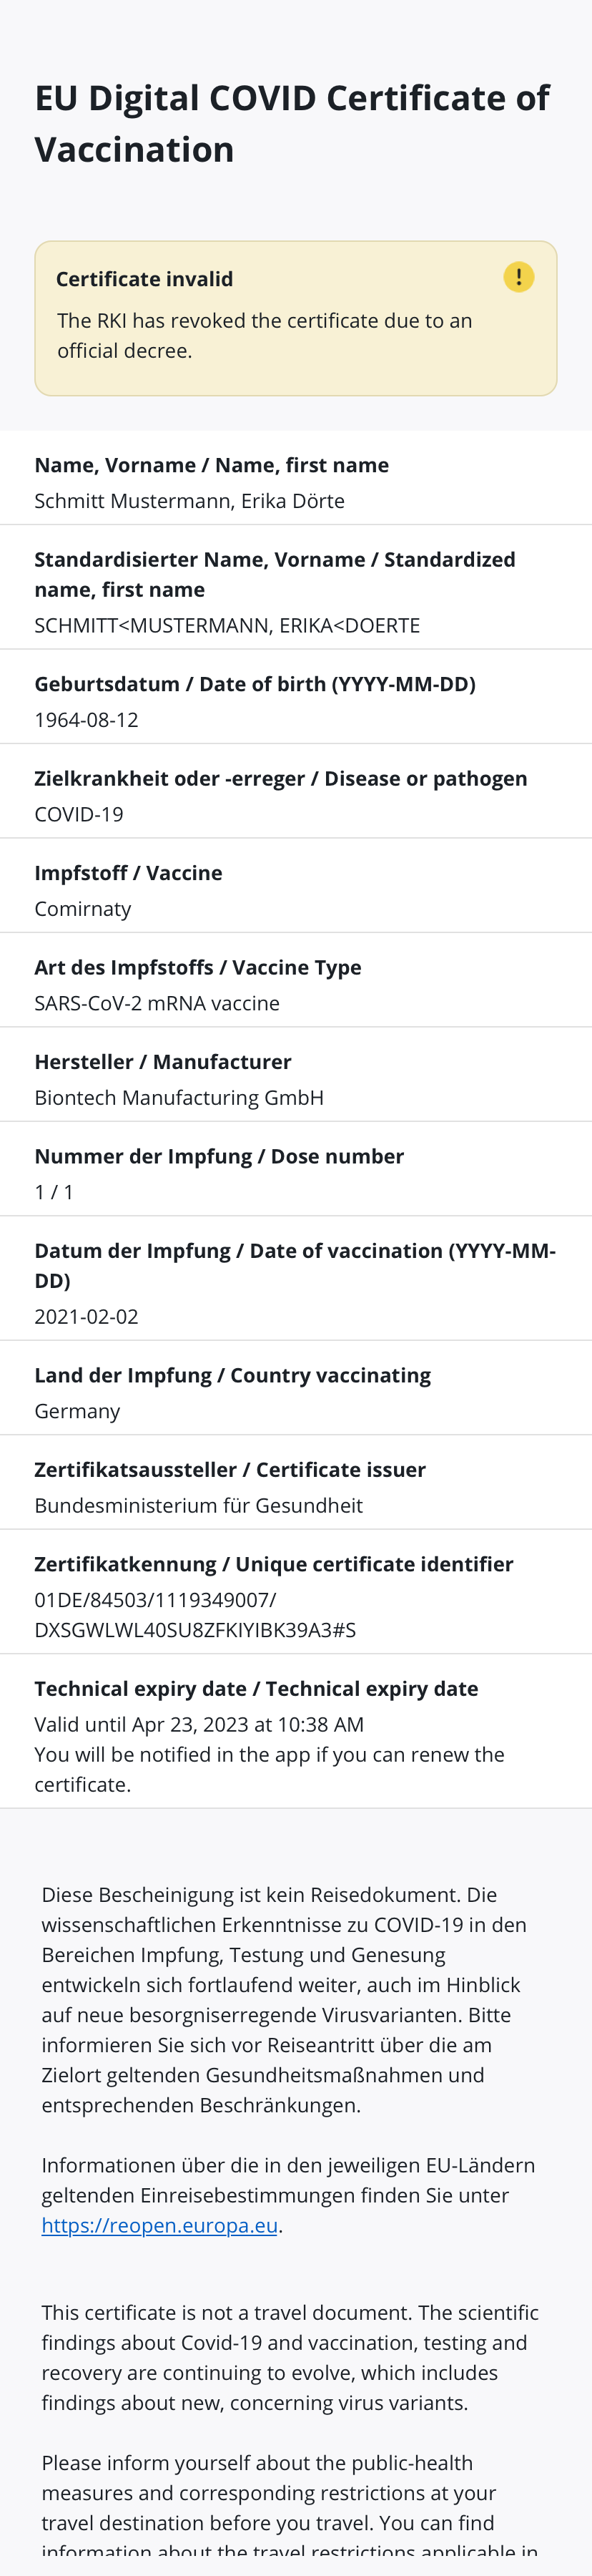 EU Digital COVID Certificate of
Vaccination
Certificate invalid
The RKI has revoked the certificate due to an
official decree.
Name, Vorname / Name, first name
Schmitt Mustermann, Erika Dörte
Standardisierter Name, Vorname / Standardized
name, first name
SCHMITT<MUSTERMANN, ERIKA<DOERTE
Geburtsdatum / Date of birth (YYYY-MM-DD)
1964-08-12
Zielkrankheit oder -erreger / Disease or pathogen
COVID-19
Impfstoff / Vaccine
Comirnaty
Art des Impfstoffs / Vaccine Type
SARS-CoV-2 mRNA vaccine
Hersteller / Manufacturer
Biontech Manufacturing GmbH
Nummer der Impfung / Dose number
1 / 1
Datum der Impfung / Date of vaccination (YYYY-MM-
DD)
2021-02-02
Land der Impfung / Country vaccinating
Germany
Zertifikatsaussteller / Certificate issuer
Bundesministerium für Gesundheit
Zertifikatkennung / Unique certificate identifier
01DE/84503/1119349007/
DXSGWLWL40SU8ZFKIYIBK39A3#S
Technical expiry date / Technical expiry date
Valid until Apr 23, 2023 at 10:38 AM
You will be notified in the app if you can renew the
certificate.
Diese Bescheinigung ist kein Reisedokument. Die
wissenschaftlichen Erkenntnisse zu COVID-19 in den
Bereichen Impfung, Testung und Genesung
entwickeln sich fortlaufend weiter, auch im Hinblick
auf neue besorgniserregende Virusvarianten. Bitte
informieren Sie sich vor Reiseantritt über die am
Zielort geltenden Gesundheitsmaßnahmen und
entsprechenden Beschränkungen.
Informationen über die in den jeweiligen EU-Ländern
geltenden Einreisebestimmungen finden Sie unter
https://reopen.europa.eu.
This certificate is not a travel document. The scientific
findings about Covid-19 and vaccination, testing and
recovery are continuing to evolve, which includes
findings about new, concerning virus variants.
Please inform yourself about the public-health
measures and corresponding restrictions at your
travel destination before you travel. You can find
information about the travel restrictions applicable in